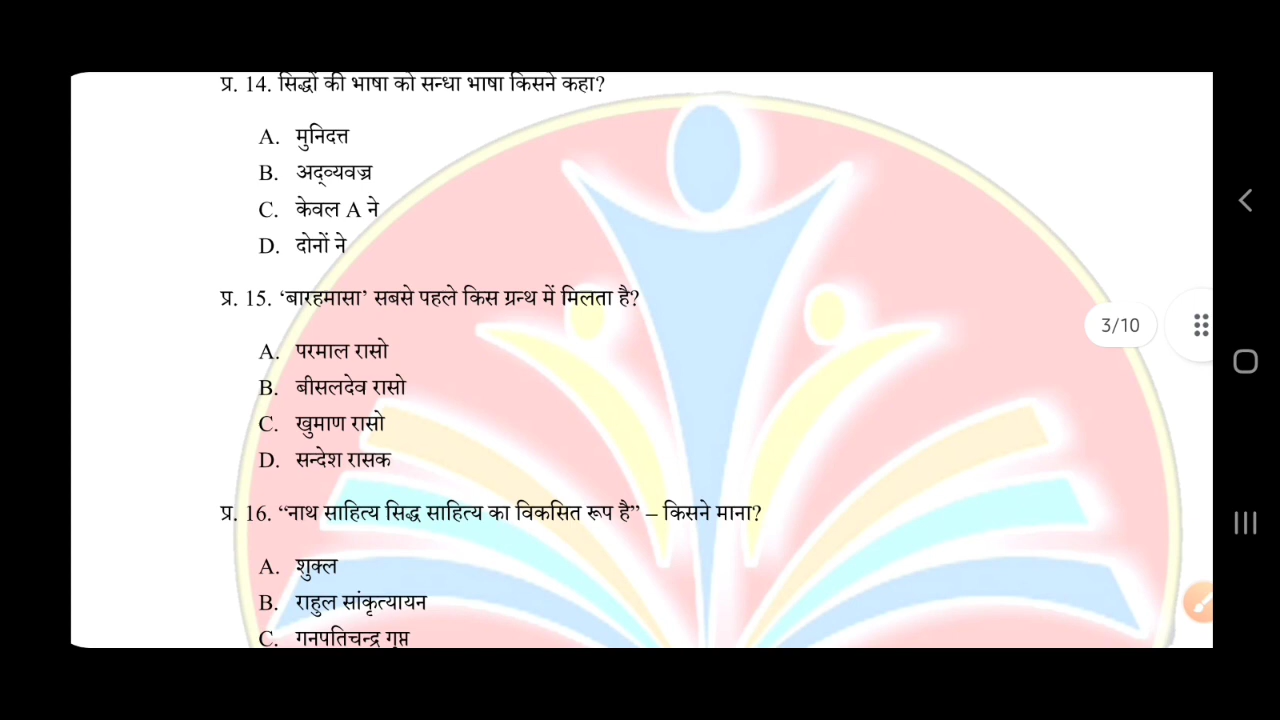 प्र. 14. सिद्धों की भाषा को सन्धा भाषा किसने कहा?
A. मुनिदत्त
B. अद्व्यवज्र
C. केवल A ने
D. दोनों ने
प्र. 15. ‘बारहमासा’ सबसे पहले किस ग्रन्थ में मिलता है?
A. परमाल रासो
B. बीसलदेव रासो
C. खुमाण रासो
D. सन्देश रासक
3/10
प्र. 16. “नाथ साहित्य सिद्ध साहित्य का विकसित रूप है” – किसने माना?
A. शुक्ल
B. राहुल सांकृत्यायन
C. गनपतिचन्द्र गुप्त